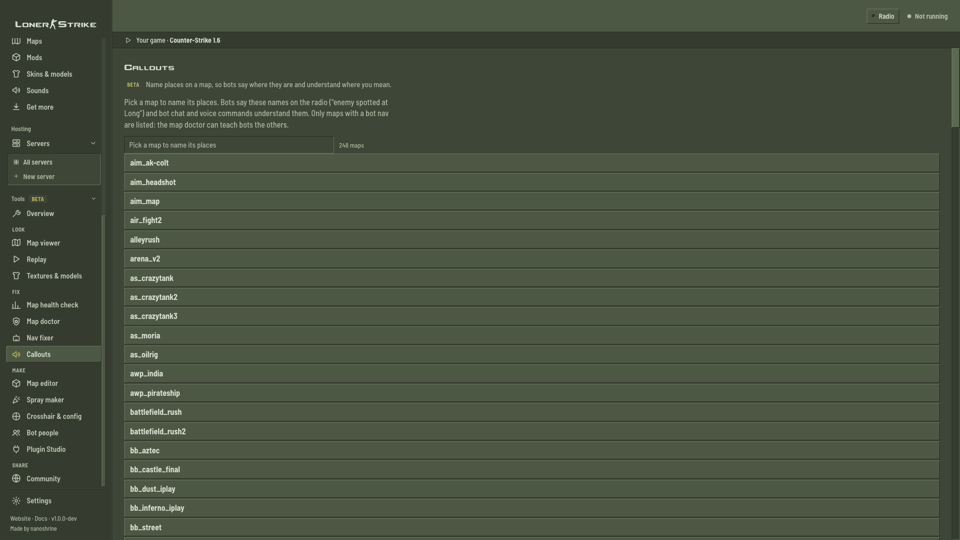 LONER STRIKE
Maps
Mods
Skins & models
Sounds
Get more
Hosting
Servers
All servers
New server
Tools BETA
Overview
LOOK
Map viewer
Replay
Textures & models
FIX
Map health check
Map doctor
Nav fixer
Callouts
MAKE
Map editor
Spray maker
Crosshair & config
Bot people
Plugin Studio
SHARE
Community
Settings
Website · Docs · v1.0.0-dev
Made by nanoshrine
Radio
Not running
Your game · Counter-Strike 1.6
CALLOUTS
BETA Name places on a map, so bots say where they are and understand where you mean.
Pick a map to name its places. Bots say these names on the radio ("enemy spotted at
Long") and bot chat and voice commands understand them. Only maps with a bot nav
are listed: the map doctor can teach bots the others.
Pick a map to name its places
248 maps
aim_ak-colt
aim_headshot
aim_map
air_fight2
alleyrush
arena_v2
as_crazytank
as_crazytank2
as_crazytank3
as_moria
as_oilrig
awp_india
awp_pirateship
battlefield_rush
battlefield_rush2
bb_aztec
bb_castle_final
bb_dust_iplay
bb_inferno_iplay
bb_street